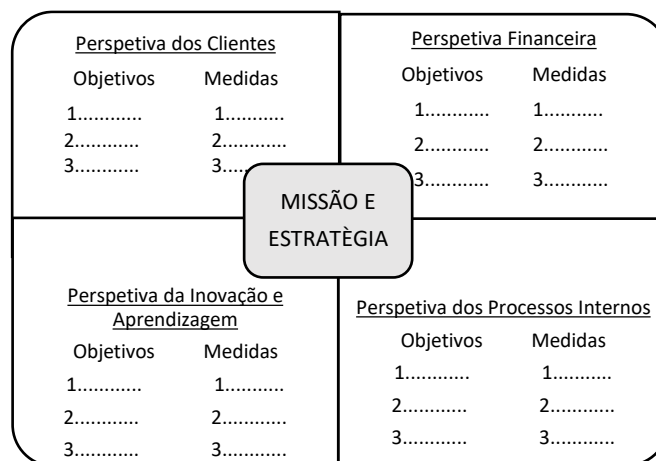 Perspetiva dos Clientes
Objetivos Medidas
1............ 1............
2............ 2............
3............ 3.......
Perspetiva Financeira
Objetivos Medidas
1............ 1............
2............ 2............
3............ 3............
MISSÃO E
ESTRATÈGIA
Perspetiva da Inovação e
Aprendizagem
Objetivos Medidas
1............ 1............
2............ 2............
3............ 3............
Perspetiva dos Processos Internos
Objetivos Medidas
1............ 1............
2............ 2............
3............ 3............